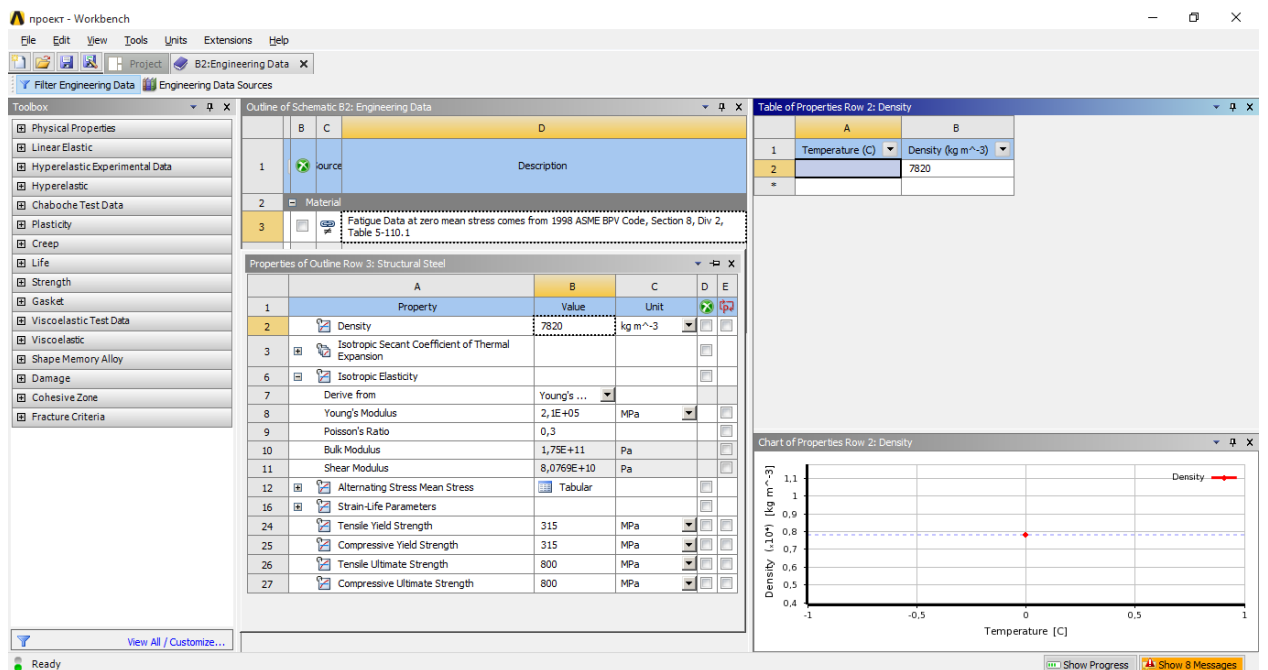 проект - Workbench
File Edit View Tools Units Extensions Help
Project B2:Engineering Data
Filter Engineering Data Engineering Data Sources
Toolbox
Physical Properties
Linear Elastic
Hyperelastic Experimental Data
Hyperelastic
Chaboche Test Data
Plasticity
Creep
Life
Strength
Gasket
Viscoelastic Test Data
Viscoelastic
Shape Memory Alloy
Damage
Cohesive Zone
Fracture Criteria
View All / Customize...
Outline of Schematic B2: Engineering Data
B C D
1 Source Description
2 Material
3 Fatigue Data at zero mean stress comes from 1998 ASME BPV Code, Section 8, Div 2,
Table 5-110.1
Properties of Outline Row 3: Structural Steel
A B C D E
1 Property Value Unit
2 Density 7820 kg m^-3
3 Isotropic Secant Coefficient of Thermal
Expansion
6 Isotropic Elasticity
7 Derive from Young's ...
8 Young's Modulus 2,1E+05 MPa
9 Poisson's Ratio 0,3
10 Bulk Modulus 1,75E+11 Pa
11 Shear Modulus 8,0769E+10 Pa
12 Alternating Stress Mean Stress Tabular
16 Strain-Life Parameters
24 Tensile Yield Strength 315 MPa
25 Compressive Yield Strength 315 MPa
26 Tensile Ultimate Strength 800 MPa
27 Compressive Ultimate Strength 800 MPa
Table of Properties Row 2: Density
A B
1 Temperature (C) Density (kg m^-3)
2 7820
*
Chart of Properties Row 2: Density
Density (x10⁴) [kg m^-3]
1,1
1
0,9
0,8
0,7
0,6
0,5
0,4
-1 -0,5 0 0,5 1
Temperature [C]
Density
Ready
Show Progress Show 8 Messages